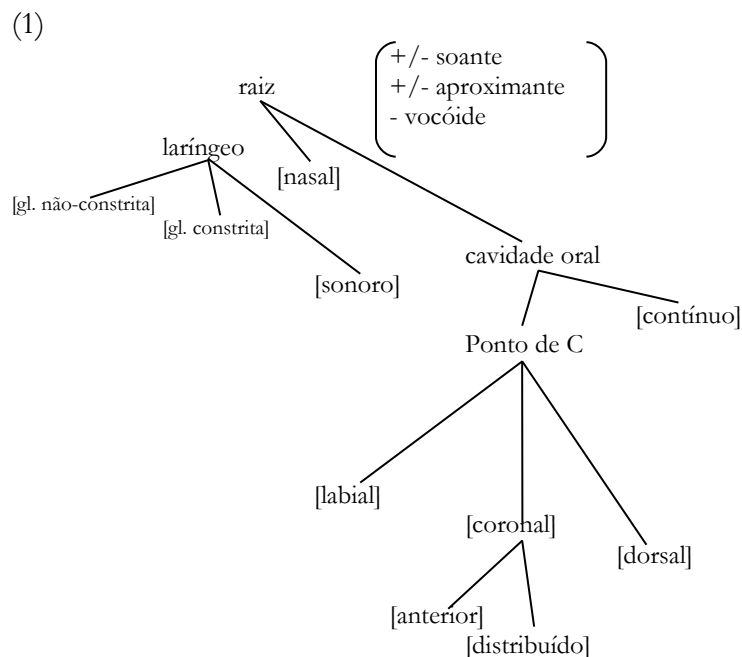 (1)
+/- soante
raiz
+/- aproximante
- vocóide
laríngeo
[nasal]
[gl. não-constrita]
[gl. constrita]
cavidade oral
[sonoro]
[contínuo]
Ponto de C
[labial]
[coronal]
[dorsal]
[anterior]
[distribuído]